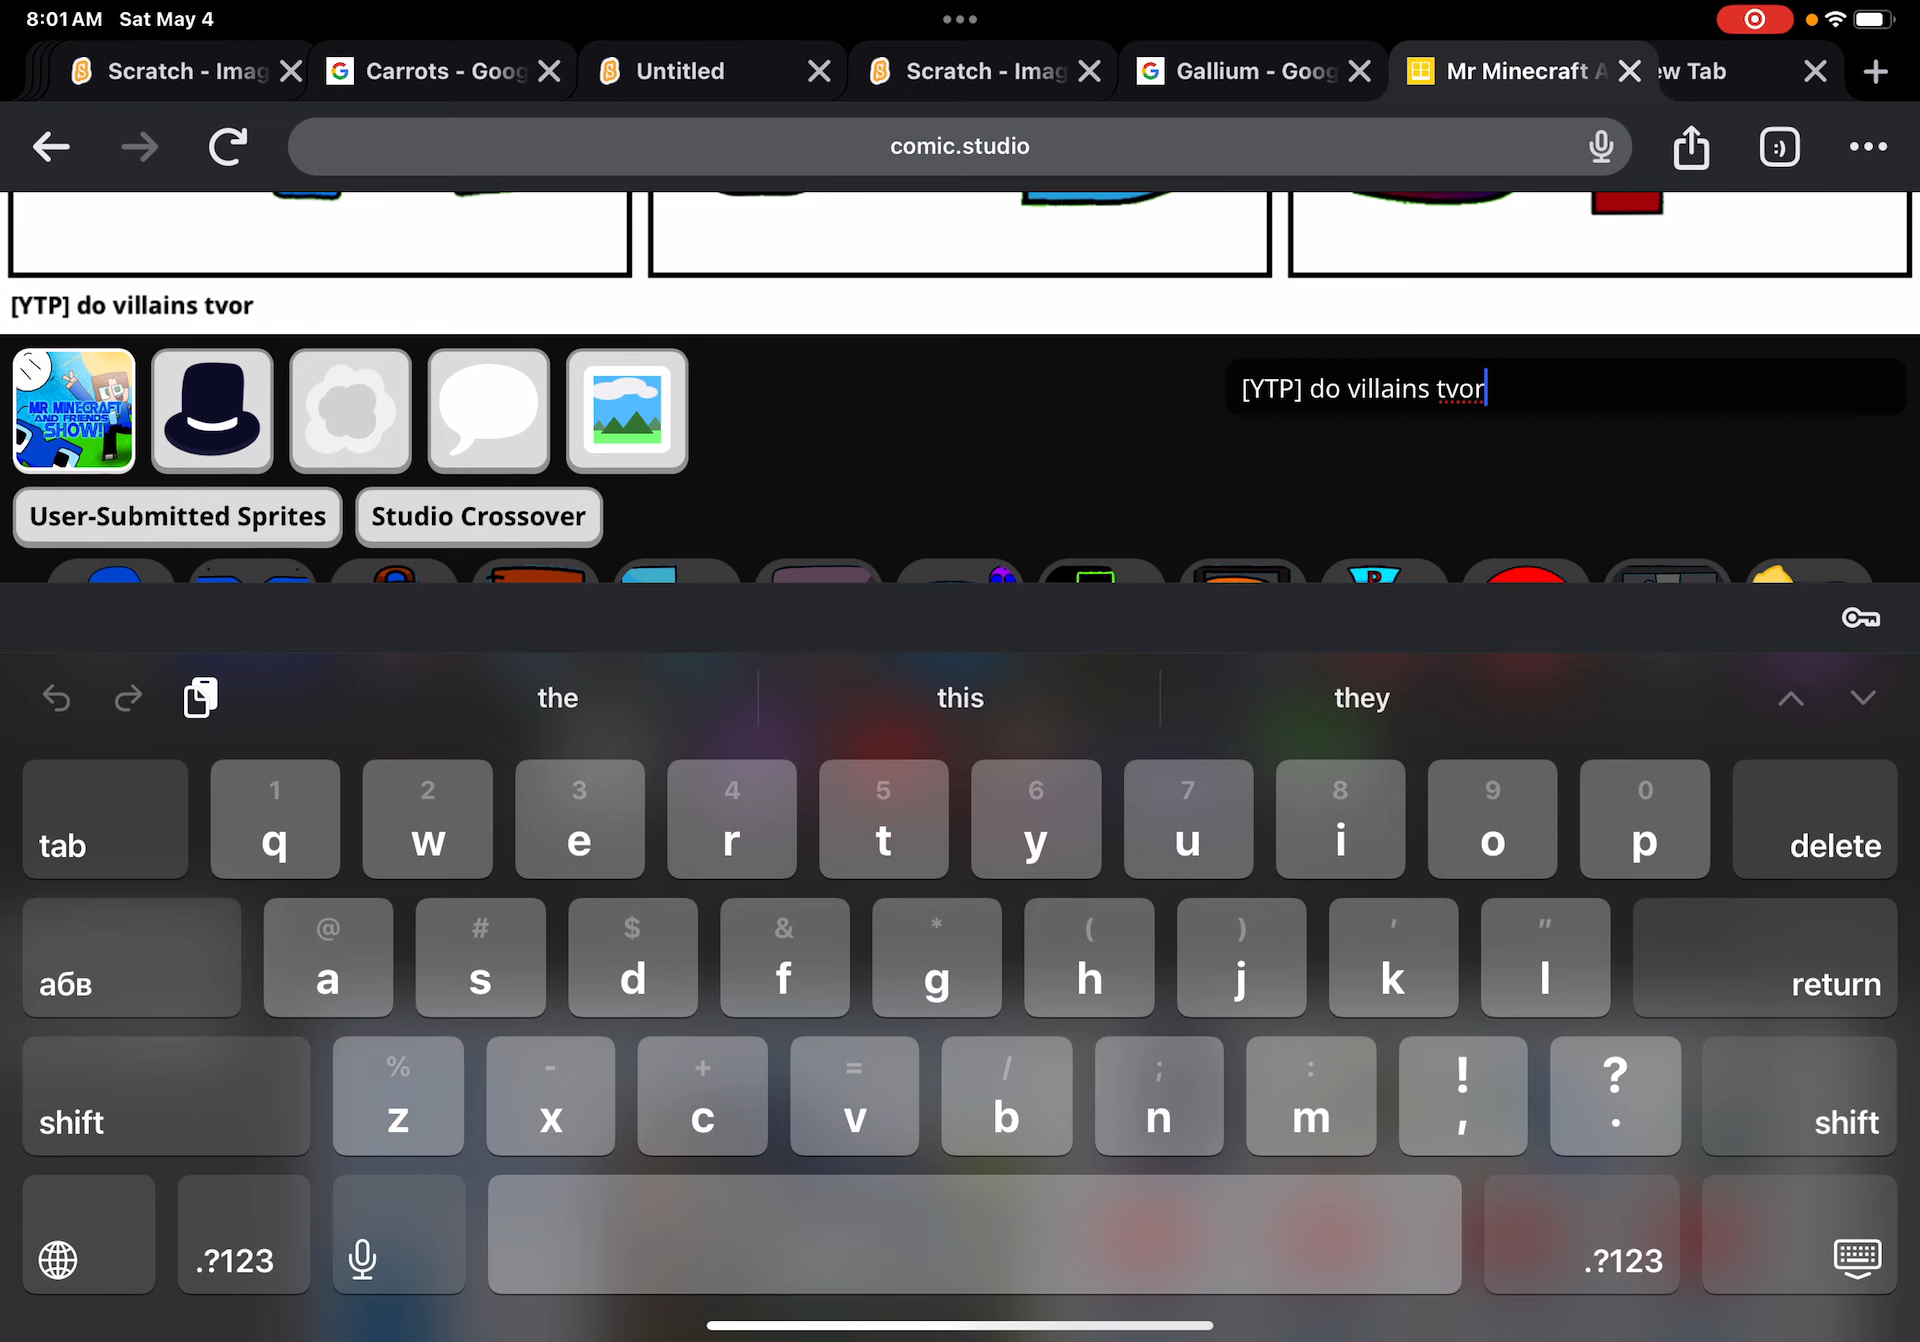 8:01 AM Sat May 4
Scratch - Imag
Carrots - Goog
Untitled
Scratch - Imag
Gallium - Goog
Mr Minecraft A
ew Tab
comic.studio
[YTP] do villains tvor
MR MINECRAFT
AND FRIENDS
SHOW!
[YTP] do villains tvor
User-Submitted Sprites
Studio Crossover
the this they
1 2 3 4 5 6 7 8 9 0
tab q w e r t y u i o p delete
@ # $ & * ( ) ' "
абв a s d f g h j k l return
% - + = / ; : ! ?
shift z x c v b n m , . shift
.?123 .?123